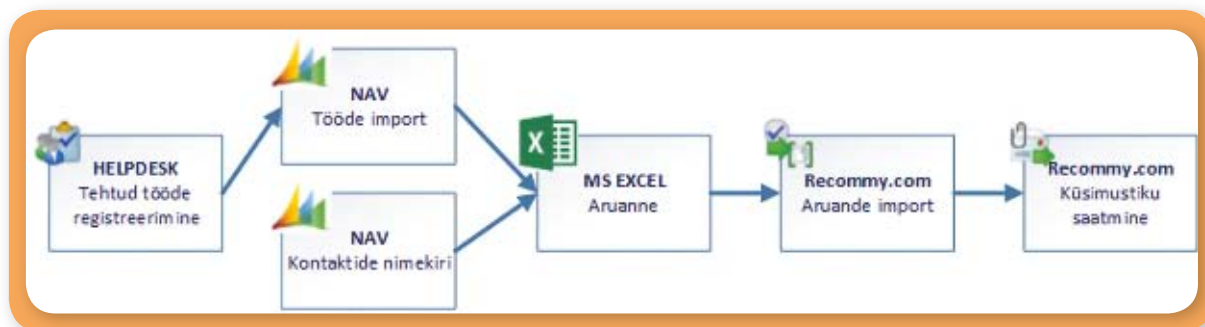 HELPDESK
Tehtud tööde
registreerimine
NAV
Tööde import
NAV
Kontaktide nimekiri
MS EXCEL
Aruanne
Recommy.com
Aruande import
Recommy.com
Küsimustiku
saatmine